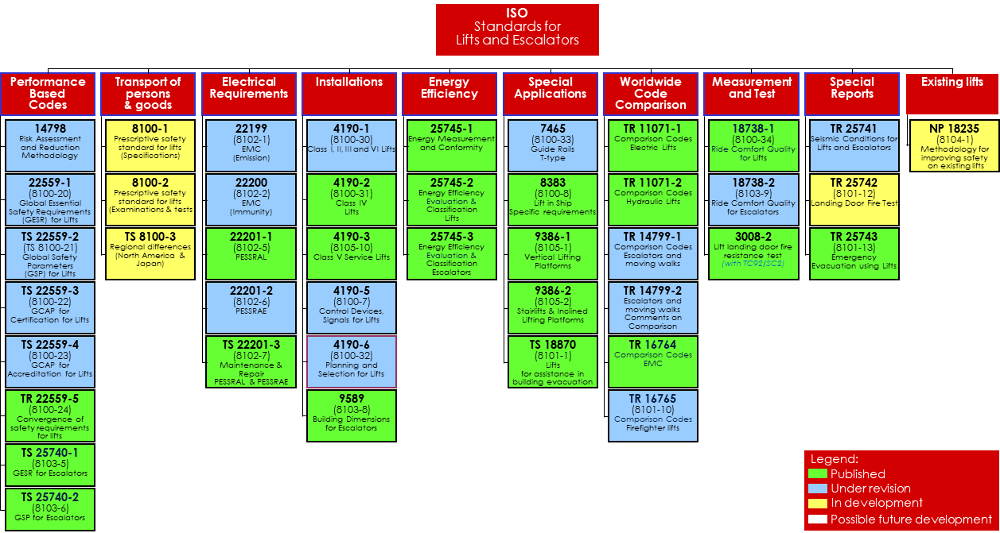 ISO
Standards for
Lifts and Escalators
Performance
Based
Codes
14798
Risk Assessment
and Reduction
Methodology
22559-1
(8100-20)
Global Essential
Safety Requirements
(GESR) for Lifts
TS 22559-2
(TS 8100-21)
Global Safety
Parameters
(GSP) for Lifts
TS 22559-3
(8100-22)
GCAP for
Certification for Lifts
TS 22559-4
(8100-23)
GCAP for
Accreditation for Lifts
TR 22559-5
(8100-24)
Convergence of
safety requirements
for lifts
TS 25740-1
(8103-5)
GESR for Escalators
TS 25740-2
(8103-6)
GSP for Escalators
Transport of
persons
& goods
8100-1
Prescriptive safety
standard for lifts
(Specifications)
8100-2
Prescriptive safety
standard for lifts
(Examinations & tests
TS 8100-3
Regional differences
(North America &
Japan)
Electrical
Requirements
22199
(8102-1)
EMC
(Emission)
22200
(8102-2)
EMC
(Immunity)
22201-1
(8102-5)
PESSRAL
22201-2
(8102-6)
PESSRAE
TS 22201-3
(8102-7)
Maintenance &
Repair
PESSRAL & PESSRAE
Installations
4190-1
(8100-30)
Class I, II, III and VI Lifts
4190-2
(8100-31)
Class IV
Lifts
4190-3
(8105-10)
Class V Service Lifts
4190-5
(8100-7)
Control Devices,
Signals for Lifts
4190-6
(8100-32)
Planning and
Selection for Lifts
9589
(8103-8)
Building Dimensions
for Escalators
Energy
Efficiency
25745-1
Energy Measurement
and Conformity
25745-2
Energy Efficiency
Evaluation &
Classification
Lifts
25745-3
Energy Efficiency
Evaluation &
Classification
Escalators
Special
Applications
7465
(8100-33)
Guide Rails
T-type
8383
(8100-8)
Lift in Ship
Specific requirements
9386-1
(8105-1)
Vertical Lifting
Platforms
9386-2
(8105-2)
Stairlifts & Inclined
Lifting Platforms
TS 18870
(8101-1)
Lifts
for assistance in
building evacuation
Worldwide
Code
Comparison
TR 11071-1
Comparison Codes
Electric Lifts
TR 11071-2
Comparison Codes
Hydraulic Lifts
TR 14799-1
Comparison Codes
Escalators and
moving walks
TR 14799-2
Escalators and
moving walks
Comments on
Comparison
TR 16764
Comparison Codes
EMC
TR 16765
(8101-10)
Comparison Codes
Firefighter lifts
Measurement
and Test
18738-1
(8100-34)
Ride Comfort Quality
for Lifts
18738-2
(8103-9)
Ride Comfort Quality
for Escalators
3008-2
Lift landing door fire
resistance test
(with TC92/SC2)
Special
Reports
TR 25741
Seismic Conditions for
Lifts and Escalators
TR 25742
(8101-12)
Landing Door Fire Test
TR 25743
(8101-13)
Emergency
Evacuation using Lifts
Existing lifts
NP 18235
(8104-1)
Methodology for
improving safety
on existing lifts
Legend:
Published
Under revision
In development
Possible future development